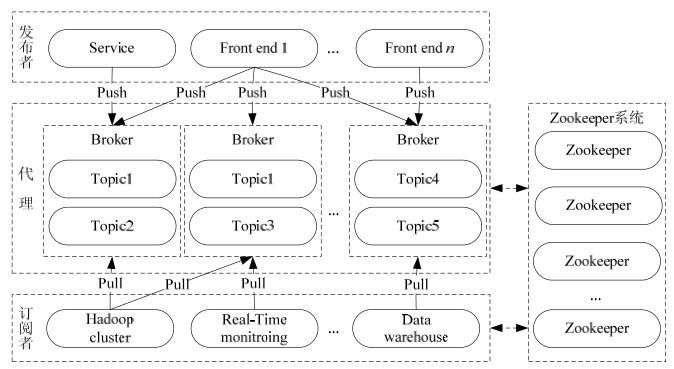 发布者
Service
Front end 1
...
Front end n
Push
Push
Push
Push
Push
代理
Broker
Topic1
Topic2
Broker
Topic1
Topic3
...
Broker
Topic4
Topic5
Pull
Pull
Pull
Pull
订阅者
Hadoop
cluster
Real-Time
monitroing
...
Data
warehouse
Zookeeper系统
Zookeeper
Zookeeper
Zookeeper
...
Zookeeper